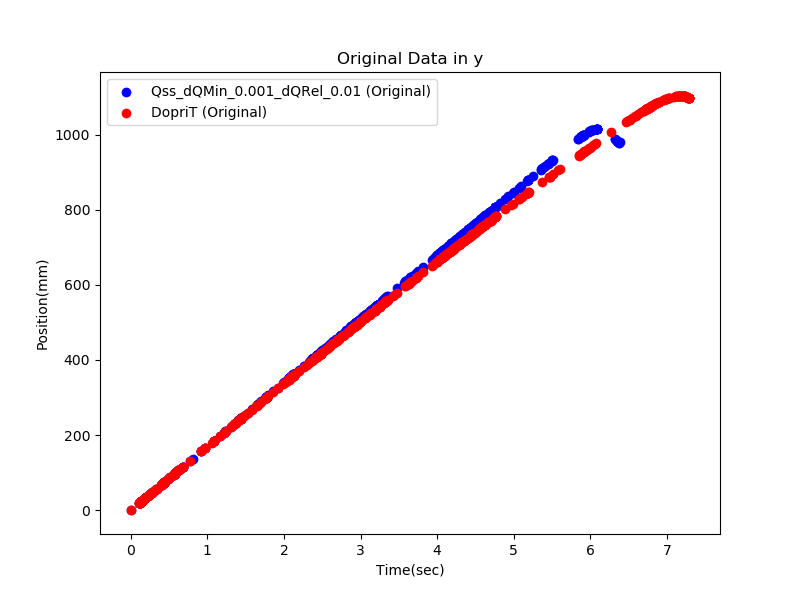 Original Data in y
Qss_dQMin_0.001_dQRel_0.01 (Original)
DopriT (Original)
1000
800
600
400
200
0
Position(mm)
0 1 2 3 4 5 6 7
Time(sec)